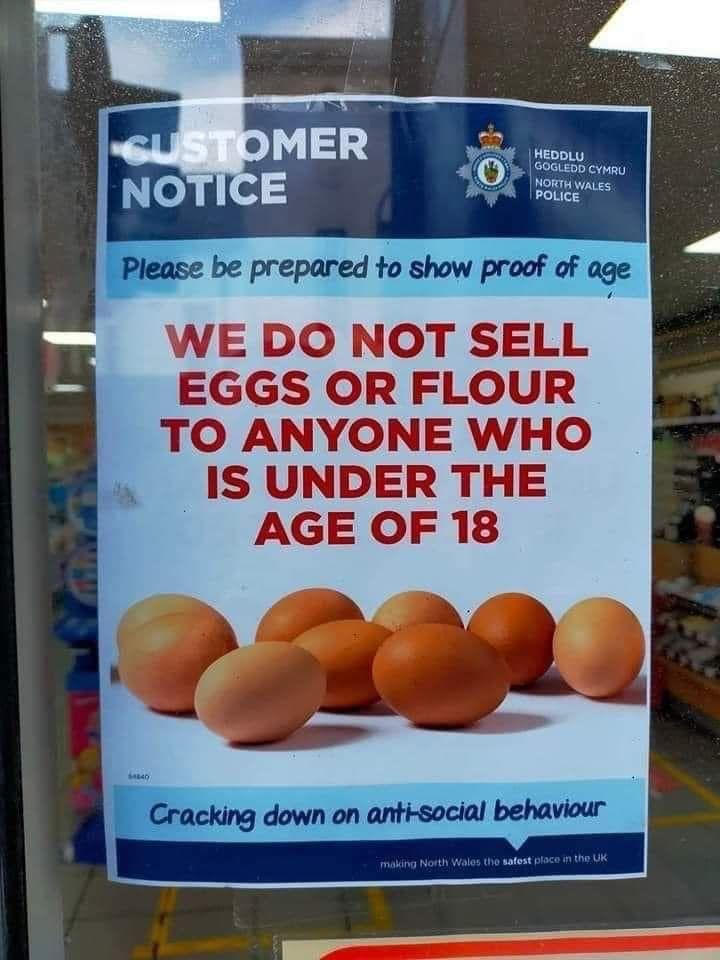 CUSTOMER
NOTICE
HEDDLU
GOGLEDD CYMRU
NORTH WALES
POLICE
Please be prepared to show proof of age
WE DO NOT SELL
EGGS OR FLOUR
TO ANYONE WHO
IS UNDER THE
AGE OF 18
Cracking down on anti-social behaviour
making North Wales the safest place in the UK